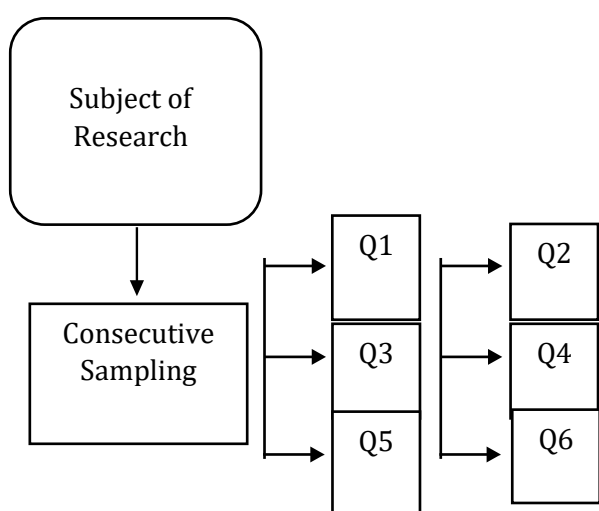 Subject of
Research
Consecutive
Sampling
Q1
Q2
Q3
Q4
Q5
Q6